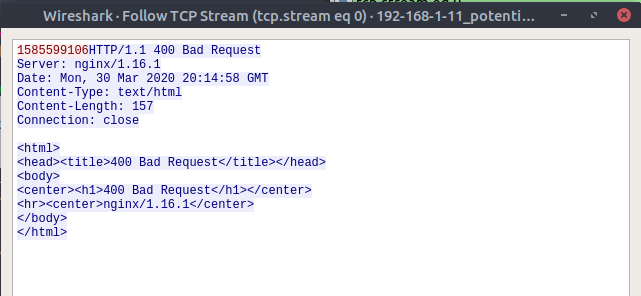 Wireshark · Follow TCP Stream (tcp.stream eq 0) · 192-168-1-11_potenti...
1585599106HTTP/1.1 400 Bad Request
Server: nginx/1.16.1
Date: Mon, 30 Mar 2020 20:14:58 GMT
Content-Type: text/html
Content-Length: 157
Connection: close
<html>
<head><title>400 Bad Request</title></head>
<body>
<center><h1>400 Bad Request</h1></center>
<hr><center>nginx/1.16.1</center>
</body>
</html>